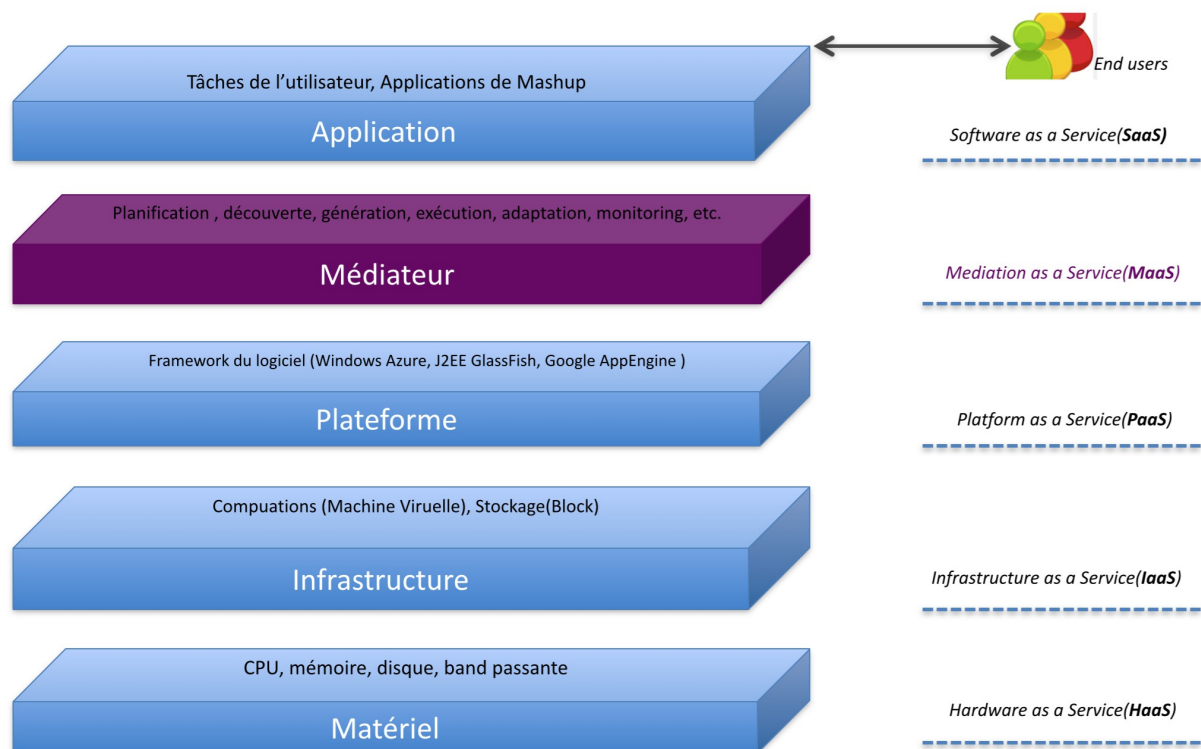 End users
Tâches de l'utilisateur, Applications de Mashup
Application
Software as a Service(SaaS)
Planification , découverte, génération, exécution, adaptation, monitoring, etc.
Médiateur
Mediation as a Service(MaaS)
Framework du logiciel (Windows Azure, J2EE GlassFish, Google AppEngine )
Plateforme
Platform as a Service(PaaS)
Compuations (Machine Viruelle), Stockage(Block)
Infrastructure
Infrastructure as a Service(IaaS)
CPU, mémoire, disque, band passante
Matériel
Hardware as a Service(HaaS)